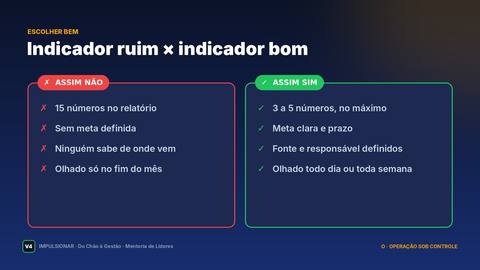 ESCOLHER BEM
Indicador ruim × indicador bom
✗ ASSIM NÃO
✗ 15 números no relatório
✗ Sem meta definida
✗ Ninguém sabe de onde vem
✗ Olhado só no fim do mês
✓ ASSIM SIM
✓ 3 a 5 números, no máximo
✓ Meta clara e prazo
✓ Fonte e responsável definidos
✓ Olhado todo dia ou toda semana
V4 IMPULSIONAR · Do Chão à Gestão · Mentoria de Líderes
O · OPERAÇÃO SOB CONTROLE